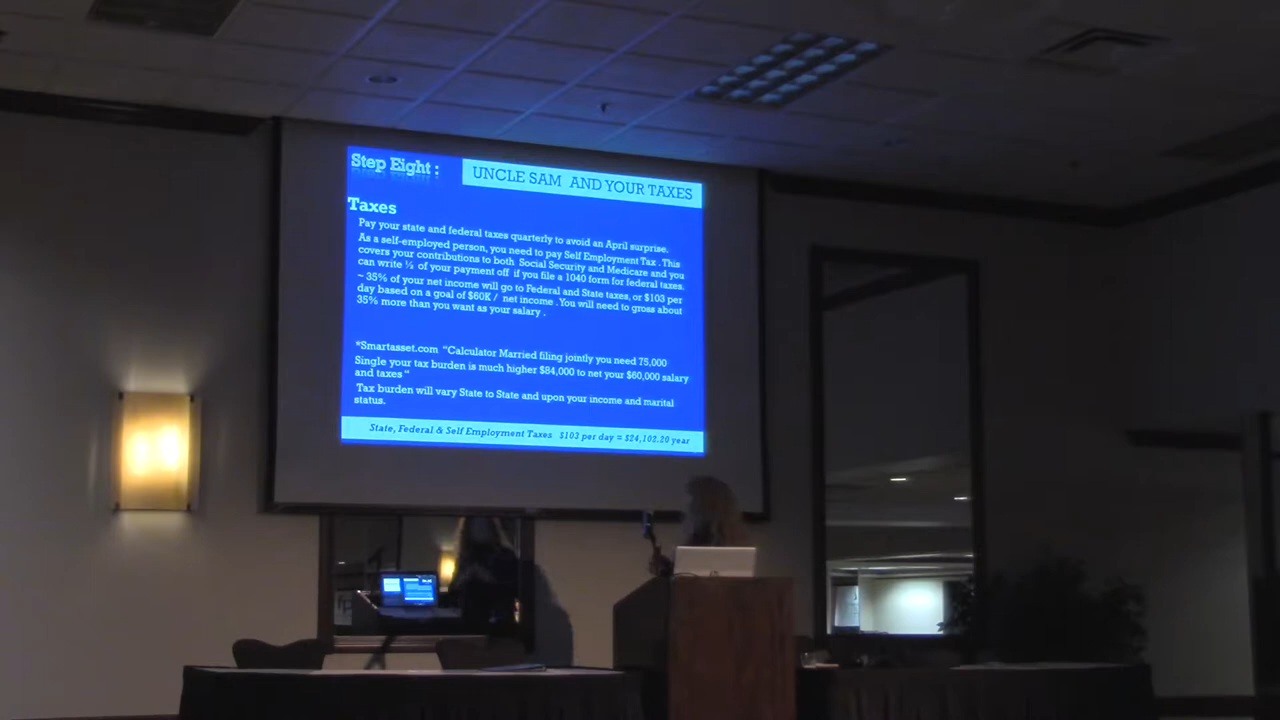 Step Eight :
UNCLE SAM AND YOUR TAXES
Taxes
Pay your state and federal taxes quarterly to avoid an April surprise.
As a self-employed person, you need to pay Self Employment Tax . This
covers your contributions to both Social Security and Medicare and you
can write ½ of your payment off if you file a 1040 form for federal taxes.
~ 35% of your net income will go to Federal and State taxes, or $103 per
day based on a goal of $60K / net income . You will need to gross about
35% more than you want as your salary .
*Smartasset.com "Calculator Married filing jointly you need 75,000
Single your tax burden is much higher $84,000 to net your $60,000 salary
and taxes"
Tax burden will vary State to State and upon your income and marital
status.
State, Federal & Self Employment Taxes $103 per day = $24,102.20 year